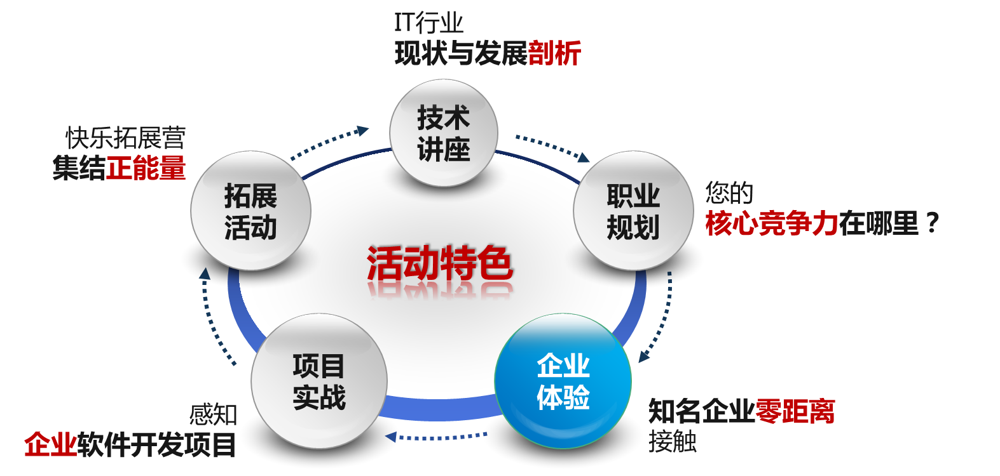 IT行业
现状与发展剖析
技术
讲座
快乐拓展营
集结正能量
拓展
活动
职业
规划
您的
核心竞争力在哪里？
活动特色
项目
实战
企业
体验
感知
企业软件开发项目
知名企业零距离
接触